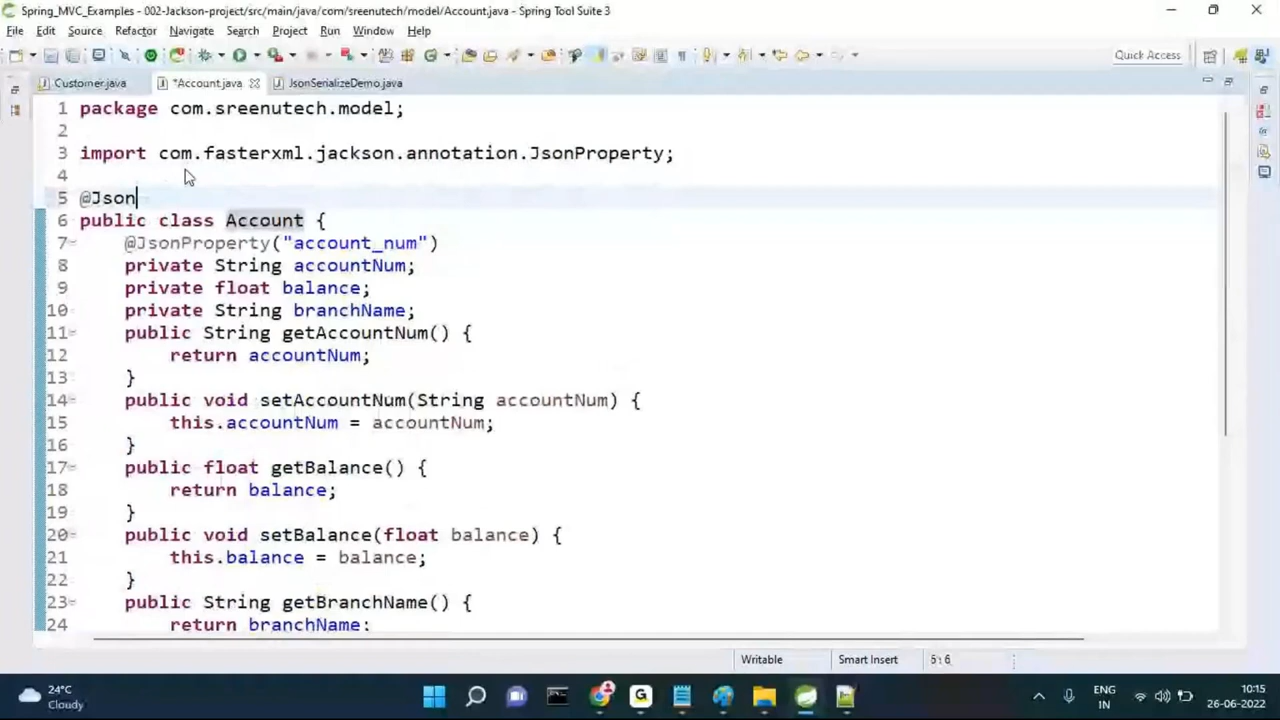 Spring_MVC_Examples - 002-Jackson-project/src/main/java/com/sreenutech/model/Account.java - Spring Tool Suite 3
File Edit Source Refactor Navigate Search Project Run Window Help
Quick Access
Customer.java *Account.java JsonSerializeDemo.java
1 package com.sreenutech.model;
2
3 import com.fasterxml.jackson.annotation.JsonProperty;
4
5 @Json
6 public class Account {
7 @JsonProperty("account_num")
8 private String accountNum;
9 private float balance;
10 private String branchName;
11 public String getAccountNum() {
12 return accountNum;
13 }
14 public void setAccountNum(String accountNum) {
15 this.accountNum = accountNum;
16 }
17 public float getBalance() {
18 return balance;
19 }
20 public void setBalance(float balance) {
21 this.balance = balance;
22 }
23 public String getBranchName() {
24 return branchName;
Writable Smart Insert 5 : 6
24°C
Cloudy
ENG
IN
10:15
26-06-2022